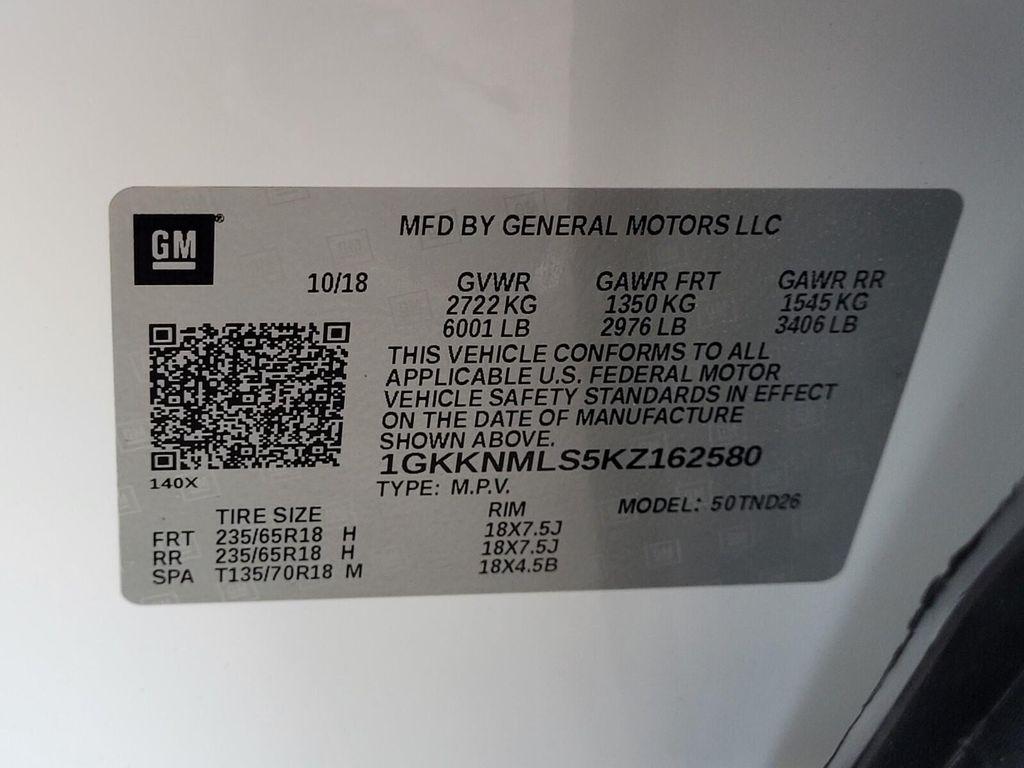 GM®
MFD BY GENERAL MOTORS LLC
10/18 GVWR GAWR FRT GAWR RR
2722 KG 1350 KG 1545 KG
6001 LB 2976 LB 3406 LB
THIS VEHICLE CONFORMS TO ALL
APPLICABLE U.S. FEDERAL MOTOR
VEHICLE SAFETY STANDARDS IN EFFECT
ON THE DATE OF MANUFACTURE
SHOWN ABOVE.
1GKKNMLS5KZ162580
140X
TYPE: M.P.V.
MODEL: 50TND26
TIRE SIZE RIM
FRT 235/65R18 H 18X7.5J
RR 235/65R18 H 18X7.5J
SPA T135/70R18 M 18X4.5B